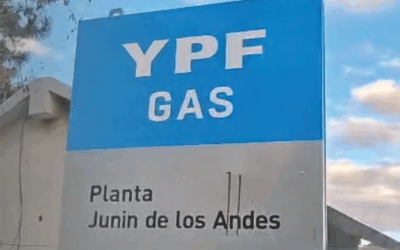 YPF
GAS
Planta
Junin de los Andes